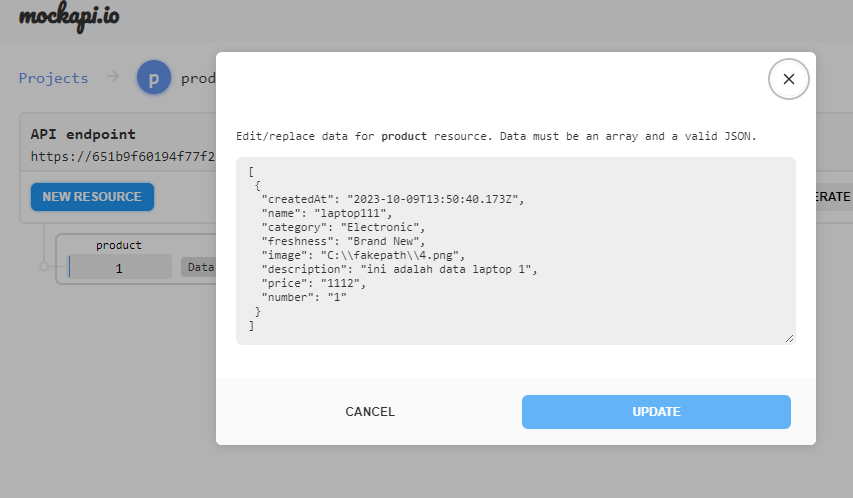 mockapi.io
Projects
p
prod
API endpoint
https://651b9f60194f77f2
NEW RESOURCE
ERATE
product
1
Data
Edit/replace data for product resource. Data must be an array and a valid JSON.
[
{
"createdAt": "2023-10-09T13:50:40.173Z",
"name": "laptop111",
"category": "Electronic",
"freshness": "Brand New",
"image": "C:\\fakepath\\4.png",
"description": "ini adalah data laptop 1",
"price": "1112",
"number": "1"
}
]
CANCEL
UPDATE